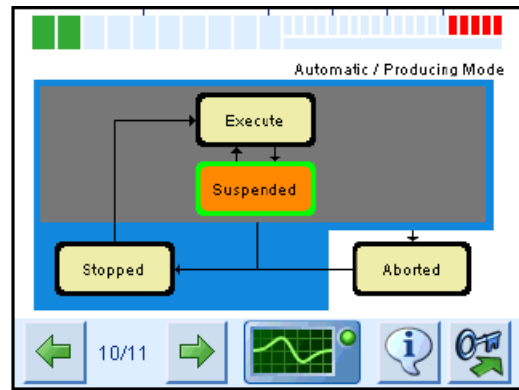 Automatic / Producing Mode
Execute
Suspended
Stopped
Aborted
10/11